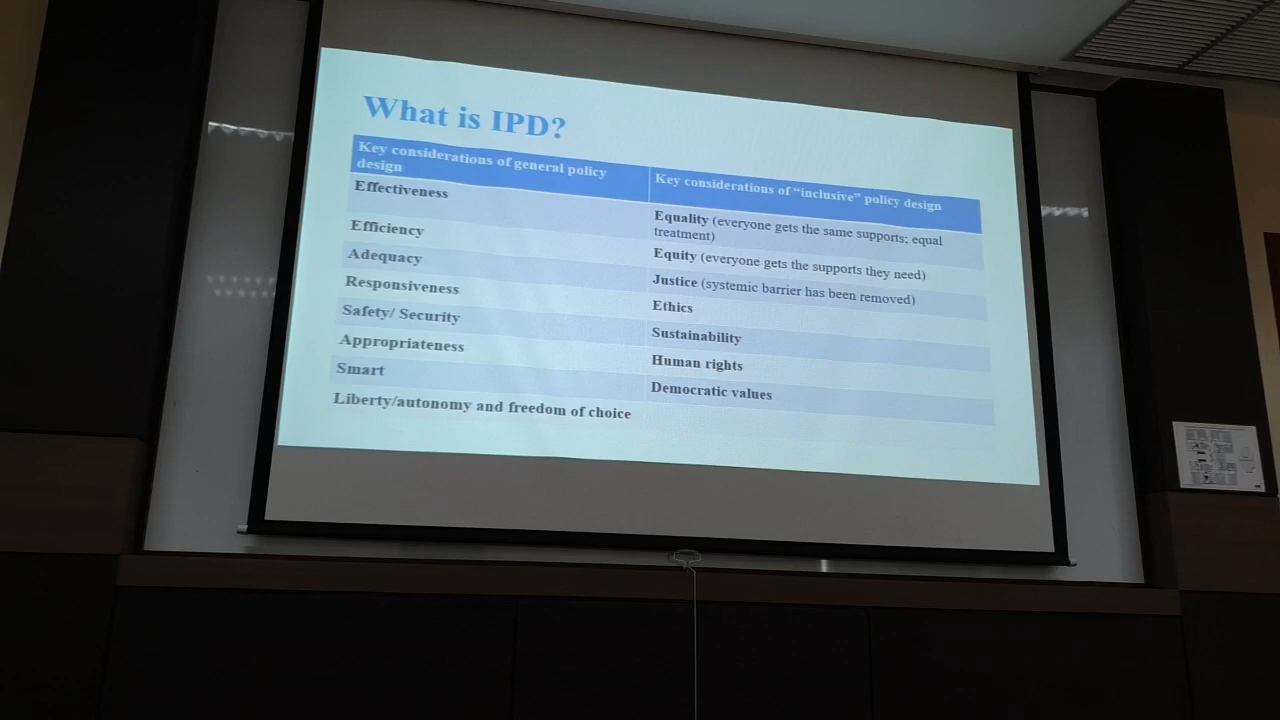 What is IPD?
Key considerations of general policy
design
Key considerations of “inclusive” policy design
Effectiveness
Equality (everyone gets the same supports; equal
treatment)
Efficiency
Equity (everyone gets the supports they need)
Adequacy
Justice (systemic barrier has been removed)
Responsiveness
Ethics
Safety/ Security
Sustainability
Appropriateness
Human rights
Smart
Democratic values
Liberty/autonomy and freedom of choice